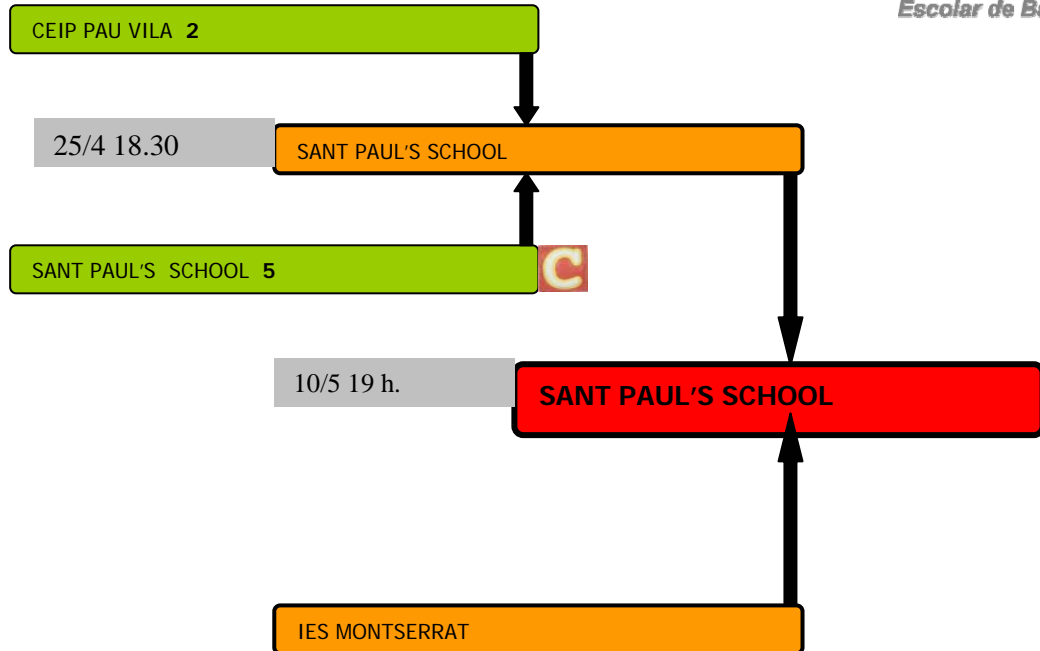 Escolar de
CEIP PAU VILA 2
25/4 18.30
SANT PAUL'S SCHOOL
SANT PAUL'S SCHOOL 5
C
10/5 19 h.
SANT PAUL'S SCHOOL
IES MONTSERRAT